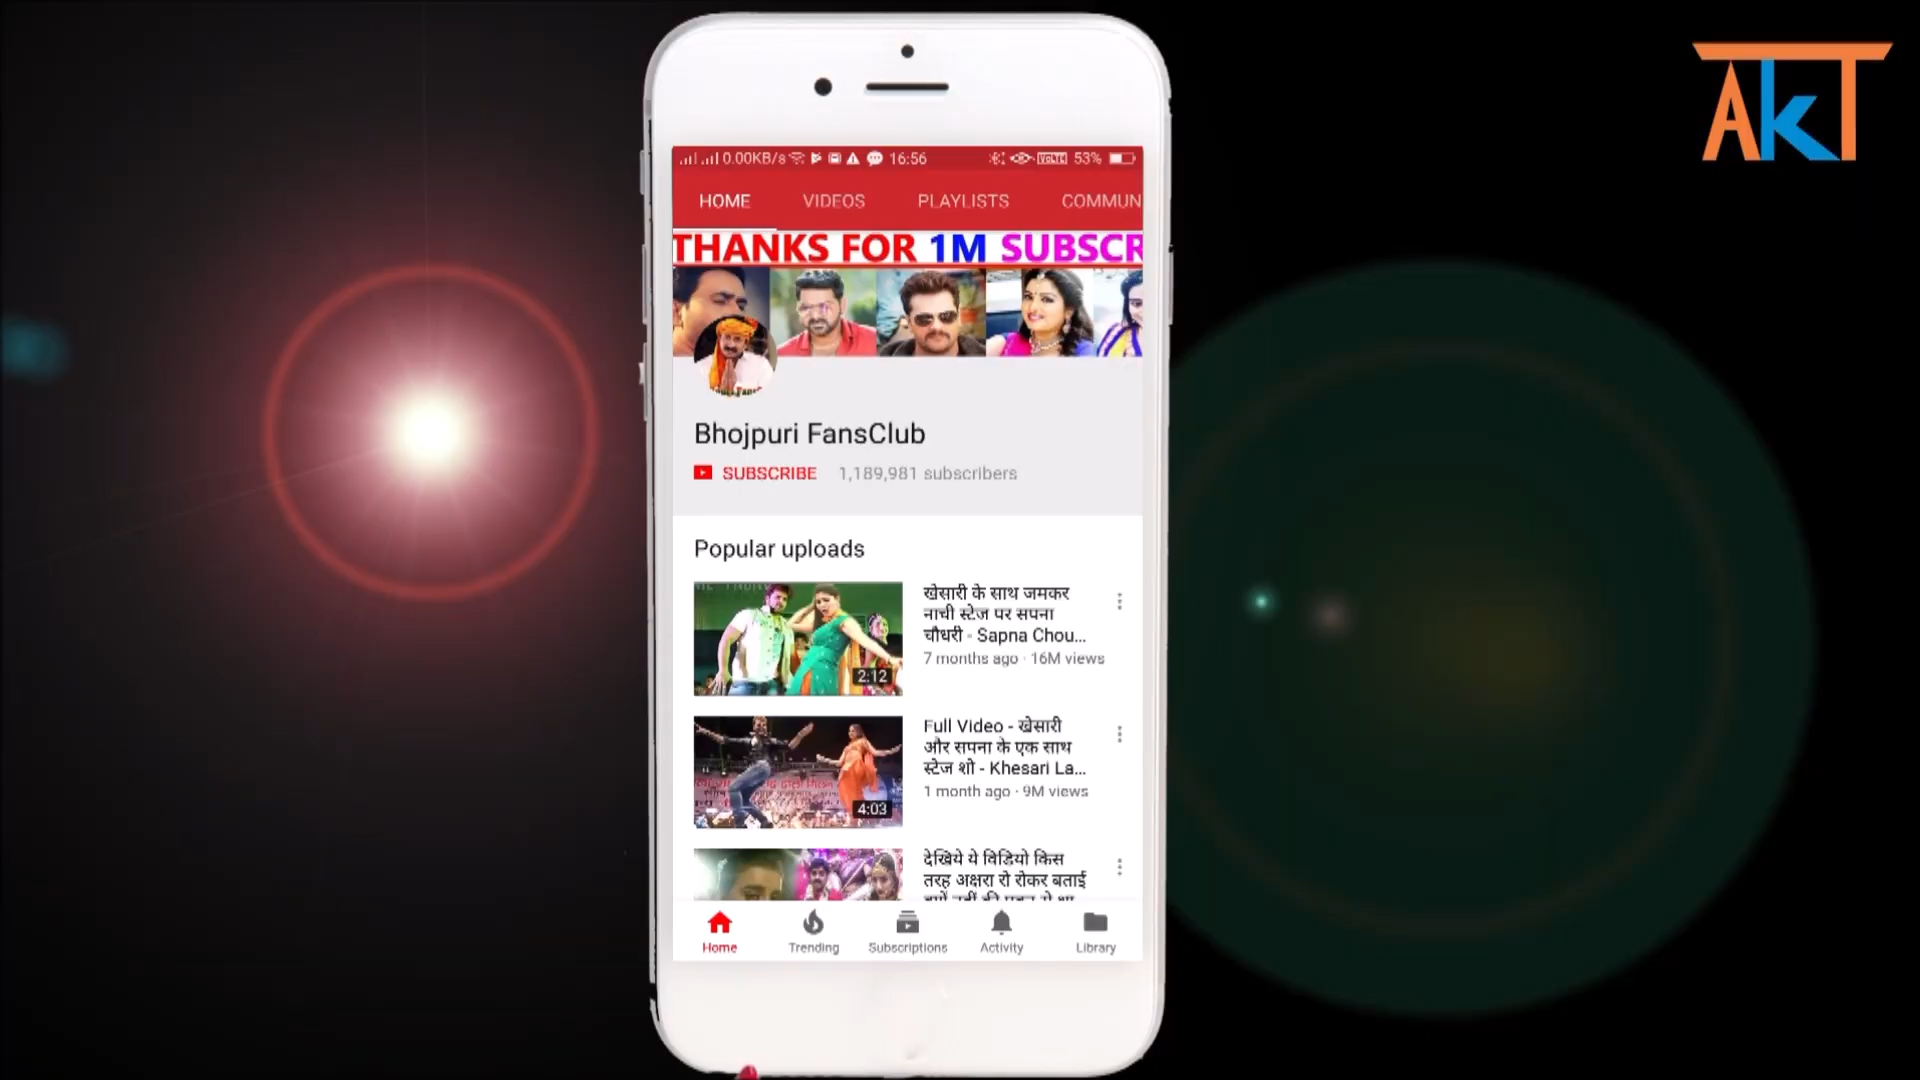 AKT
0.00KB/s 16:56 VoLTE 53%
HOME VIDEOS PLAYLISTS COMMUN
THANKS FOR 1M SUBSCR
Bhojpuri FansClub
SUBSCRIBE 1,189,981 subscribers
Popular uploads
खेसारी के साथ जमकर
नाची स्टेज पर सपना
चौधरी - Sapna Chou...
7 months ago · 16M views
2:12
Full Video - खेसारी
और सपना के एक साथ
स्टेज शो - Khesari La...
1 month ago · 9M views
4:03
देखिये ये विडियो किस
तरह अक्षरा रो रोकर बताई
Home Trending Subscriptions Activity Library